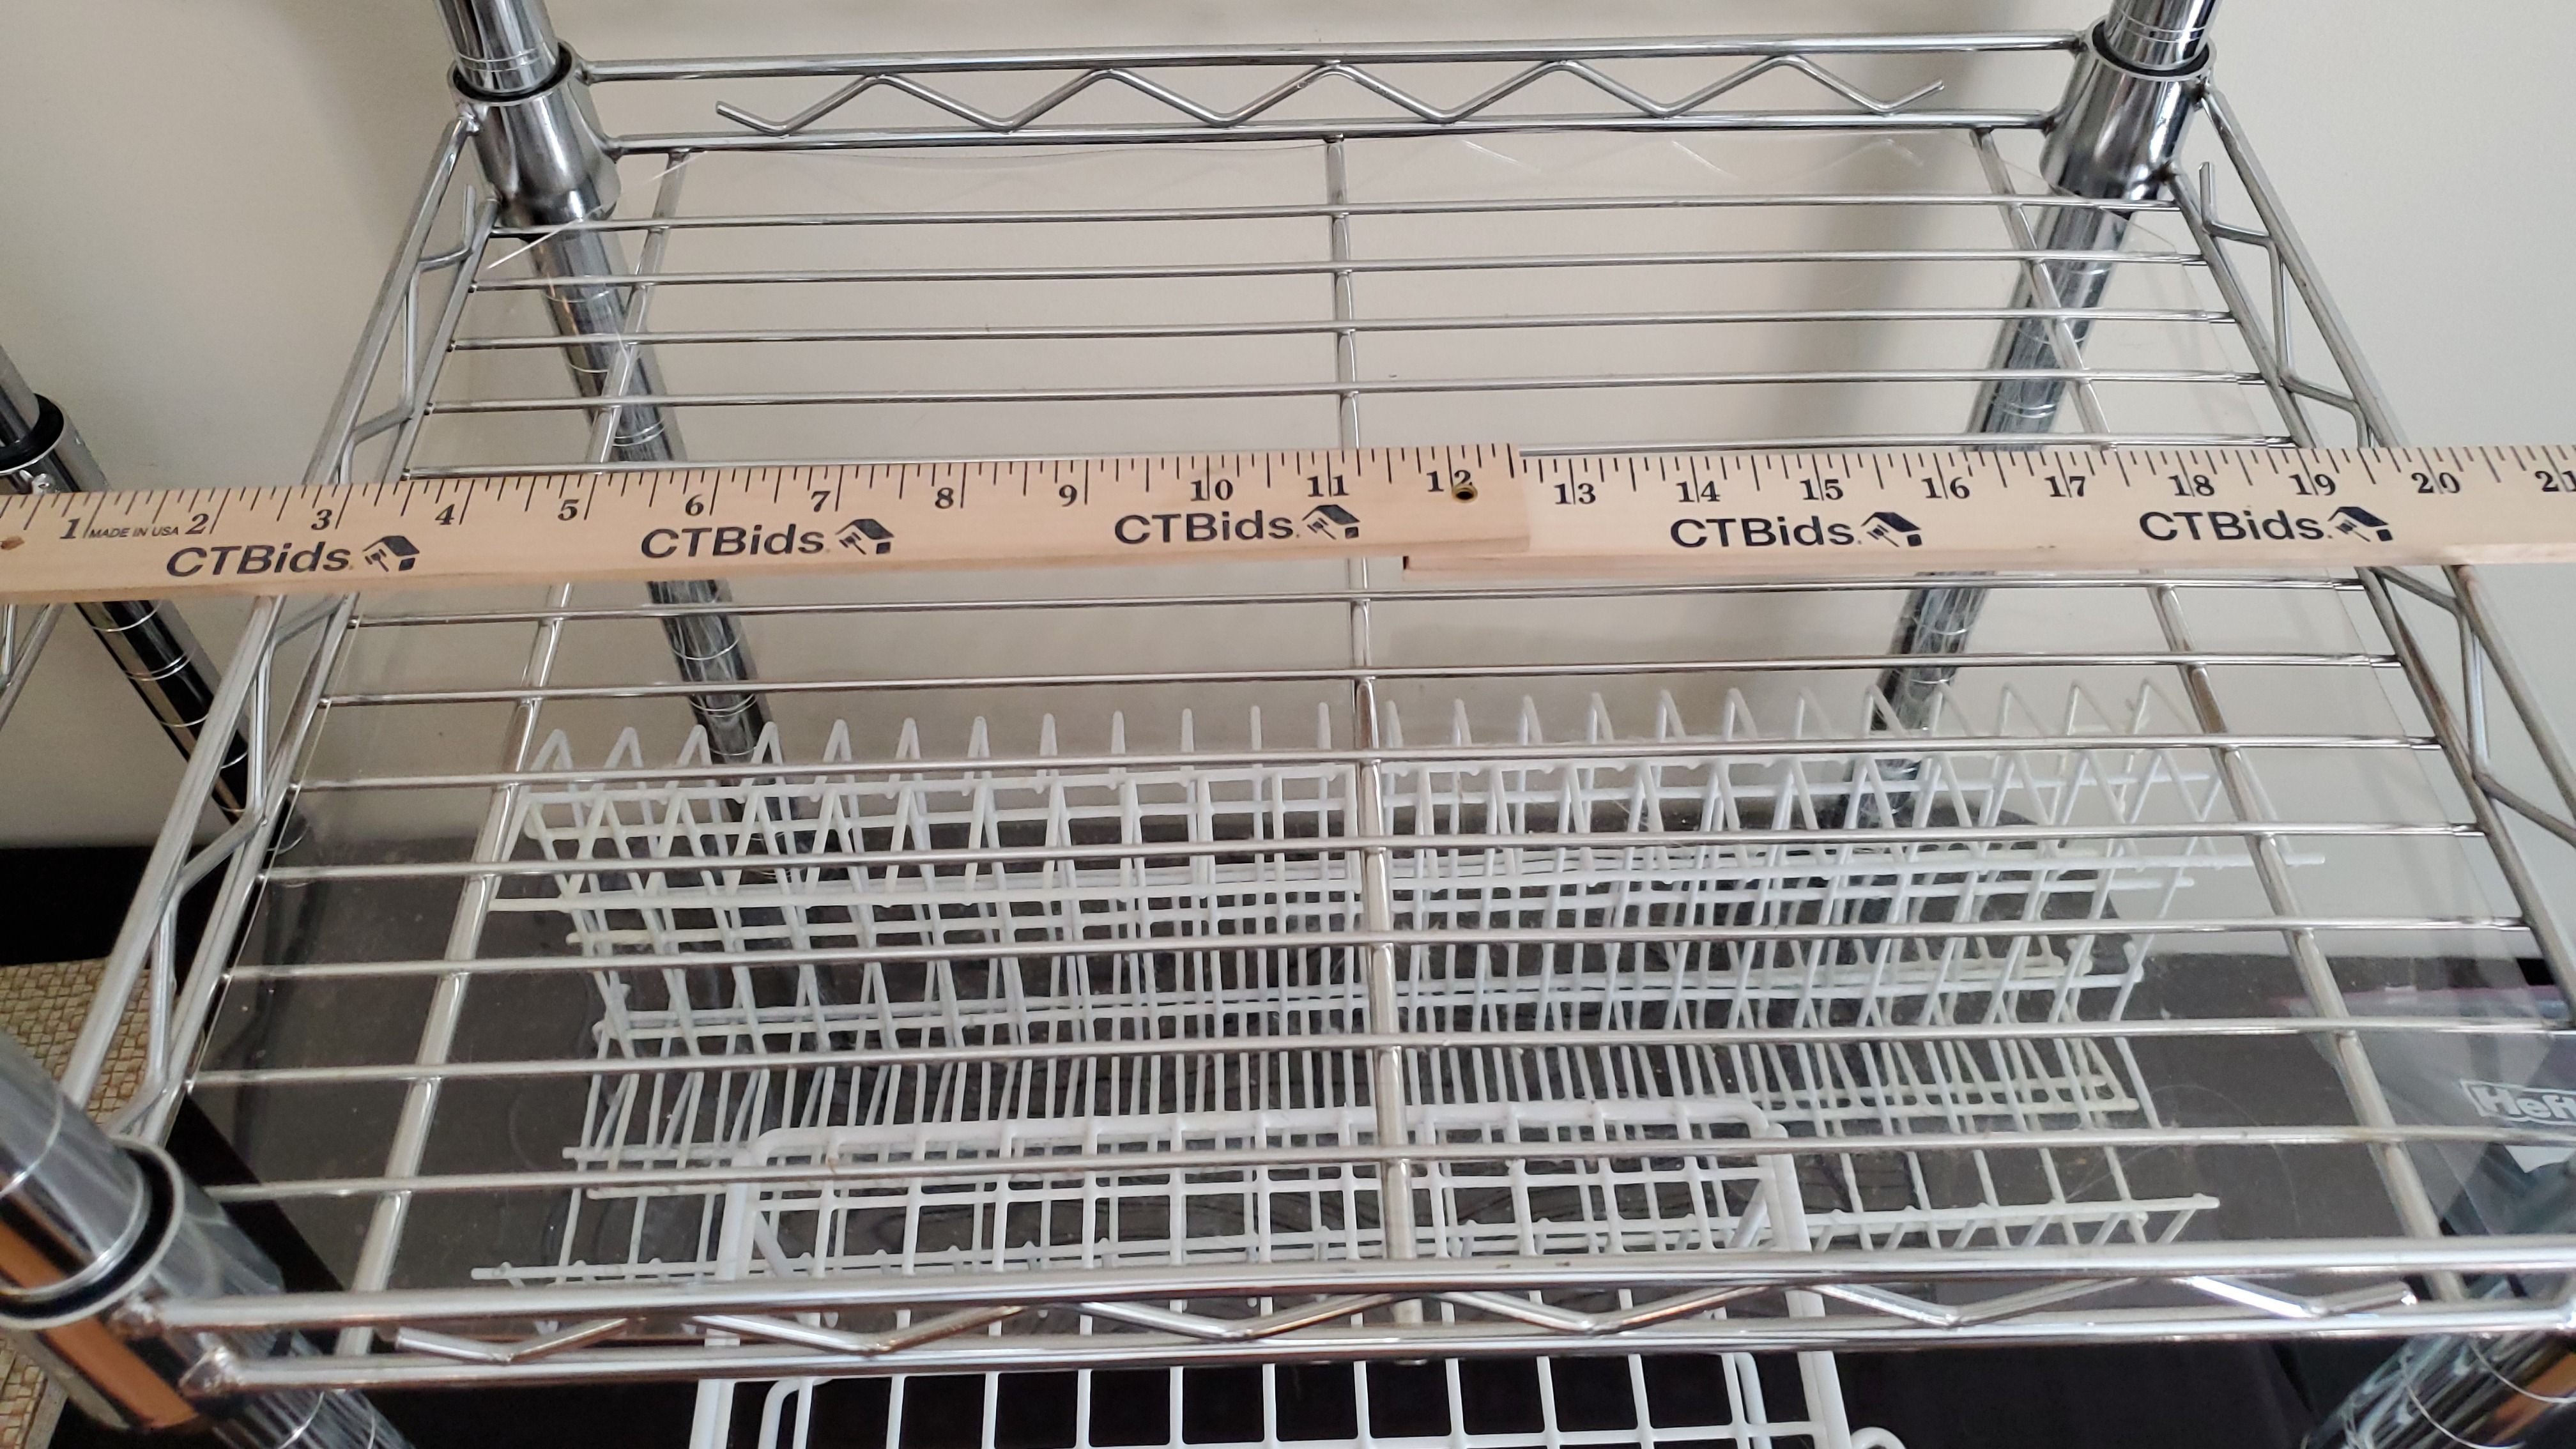 1 MADE IN USA 2 3 4 5 6 7 8 9 10 11 12 13 14 15 16 17 18 19 20 21
CTBids. CTBids. CTBids. CTBids. CTBids.